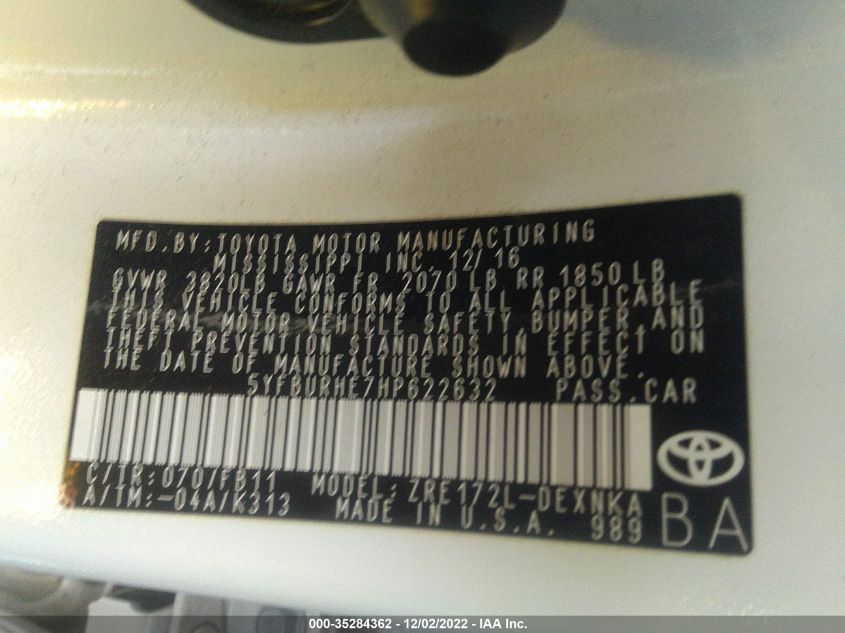 MFD.BY:TOYOTA MOTOR MANUFACTURING
MISSISSIPPI INC. 12/16
GVWR 3820LB GAWR FR 2070LB RR 1850LB
THIS VEHICLE CONFORMS TO ALL APPLICABLE
FEDERAL MOTOR VEHICLE SAFETY,BUMPER,AND
THEFT PREVENTION STANDARDS IN EFFECT ON
THE DATE OF MANUFACTURE SHOWN ABOVE.
5YFBURHE7HP622632 PASS.CAR
C/TR:070/FB11 MODEL:ZRE172L-DEXNKA
A/TM:-04A/K313 MADE IN U.S.A. 989
BA
000-35284362 - 12/02/2022 - IAA Inc.